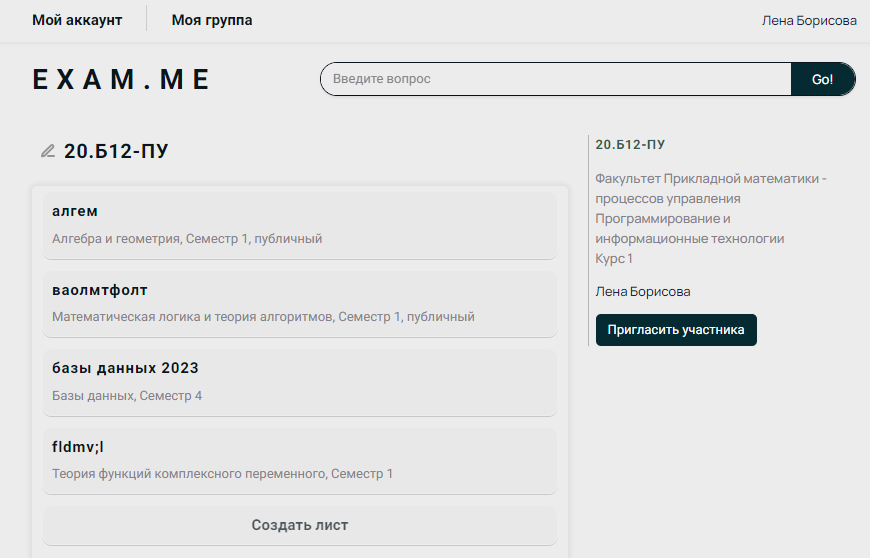 Мой аккаунт
Моя группа
Лена Борисова
EXAM.ME
Введите вопрос
Go!
20.Б12-ПУ
алгем
Алгебра и геометрия, Семестр 1, публичный
ваолмтфолт
Математическая логика и теория алгоритмов, Семестр 1, публичный
базы данных 2023
Базы данных, Семестр 4
fldmv;l
Теория функций комплексного переменного, Семестр 1
Создать лист
20.Б12-ПУ
Факультет Прикладной математики -
процессов управления
Программирование и
информационные технологии
Курс 1
Лена Борисова
Пригласить участника